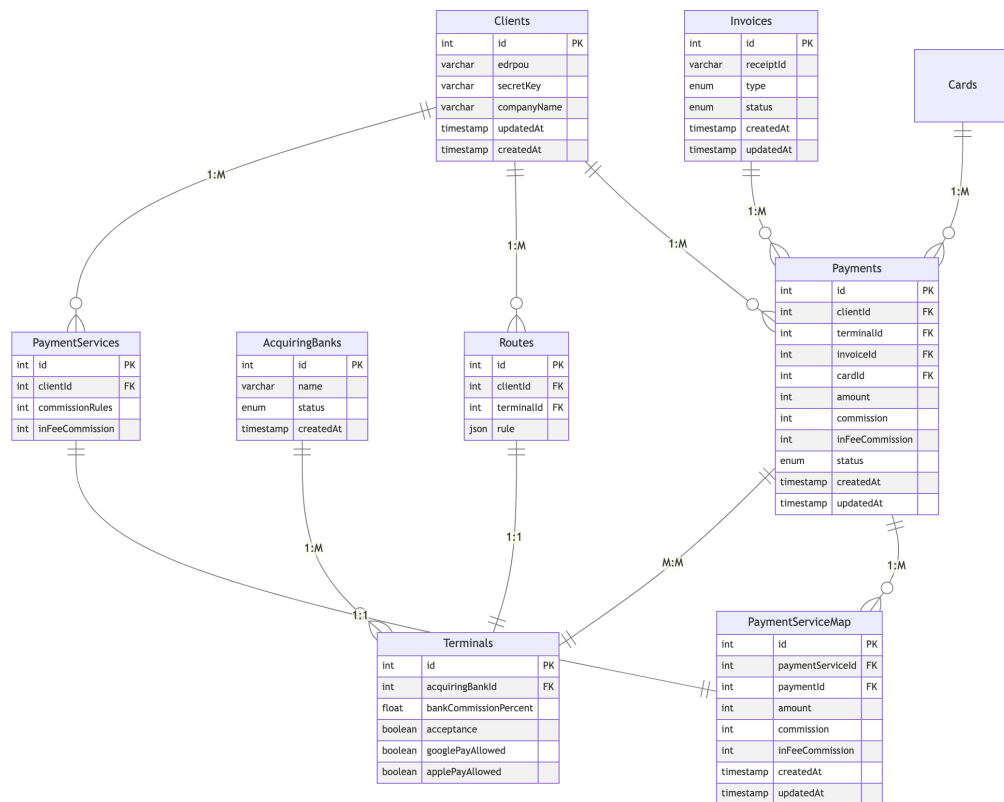 Clients
int id PK
varchar edrpou
varchar secretKey
varchar companyName
timestamp updatedAt
timestamp createdAt
Invoices
int id PK
varchar receiptId
enum type
enum status
timestamp createdAt
timestamp updatedAt
Cards
1:M
1:M
1:M
1:M
1:M
Payments
int id PK
int clientId FK
int terminalId FK
int invoiceId FK
int cardId FK
int amount
int commission
int inFeeCommission
enum status
timestamp createdAt
timestamp updatedAt
PaymentServices
int id PK
int clientId FK
int commissionRules
int inFeeCommission
AcquiringBanks
int id PK
varchar name
enum status
timestamp createdAt
Routes
int id PK
int clientId FK
int terminalId FK
json rule
1:M
1:1
M:M
1:M
1:1
Terminals
int id PK
int acquiringBankId FK
float bankCommissionPercent
boolean acceptance
boolean googlePayAllowed
boolean applePayAllowed
PaymentServiceMap
int id PK
int paymentServiceId FK
int paymentId FK
int amount
int commission
int inFeeCommission
timestamp createdAt
timestamp updatedAt